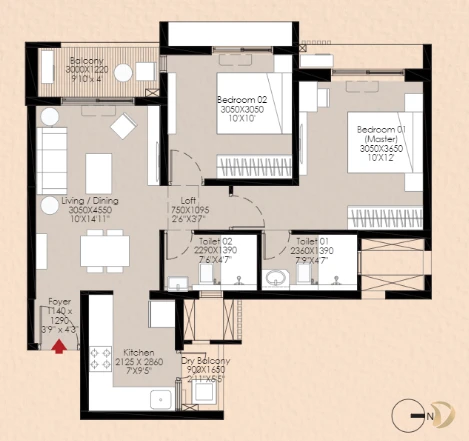 Balcony
3000X1220
9'10'x 4'
Bedroom 02
3050X3050
10'X10'
Bedroom 01
(Master)
3050X3650
10'X12'
Living / Dining
3050X4550
10'X14'11"
Loft
750X1095
2'6"X3'7"
Toilet 02
2290X1390
7'.6"X4'7"
Toilet 01
2360X1390
7'9"X4'7"
Foyer
1140 x
1290
3'9" x 4'3"
Kitchen
2125 X 2860
7'X9'5"
Dry Balcony
900X1650
2'11"X5'5"
N